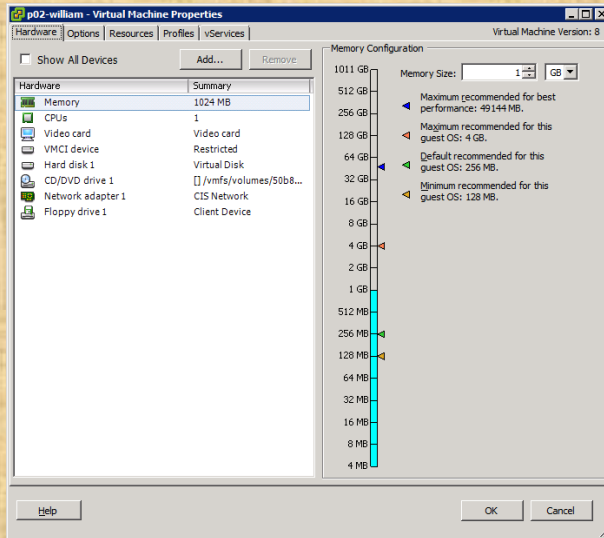 p02-william - Virtual Machine Properties
Hardware Options Resources Profiles vServices Virtual Machine Version: 8
Show All Devices Add... Remove
Hardware Summary
Memory 1024 MB
CPUs 1
Video card Video card
VMCI device Restricted
Hard disk 1 Virtual Disk
CD/DVD drive 1 [] /vmfs/volumes/50b8...
Network adapter 1 CIS Network
Floppy drive 1 Client Device
Memory Configuration
Memory Size: 1 GB
1011 GB
512 GB
256 GB
128 GB
64 GB
32 GB
16 GB
8 GB
4 GB
2 GB
1 GB
512 MB
256 MB
128 MB
64 MB
32 MB
16 MB
8 MB
4 MB
Maximum recommended for best
performance: 49144 MB.
Maximum recommended for this
guest OS: 4 GB.
Default recommended for this
guest OS: 256 MB.
Minimum recommended for this
guest OS: 128 MB.
Help OK Cancel